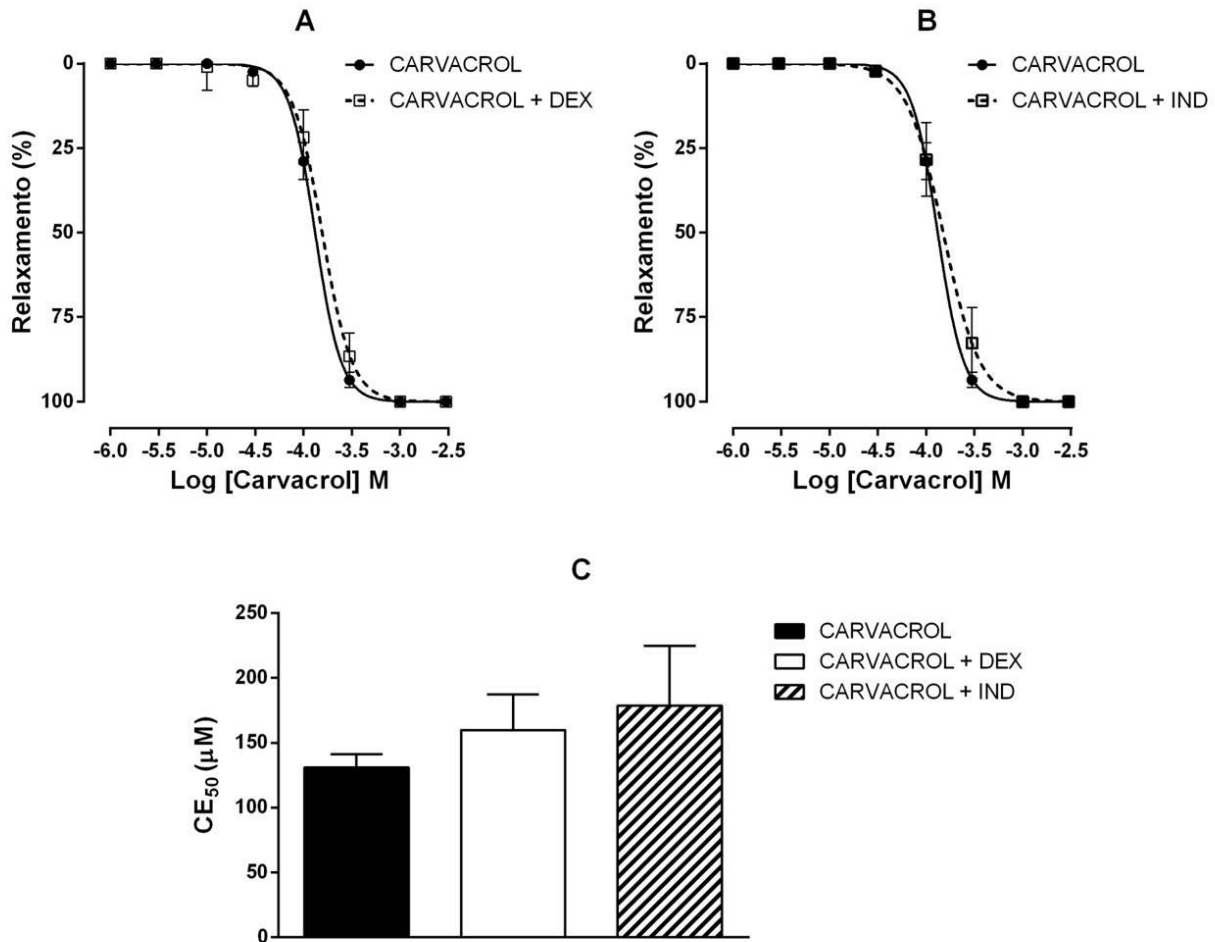 A
CARVACROL
CARVACROL + DEX
Relaxamento (%)
0
25
50
75
100
-6.0 -5.5 -5.0 -4.5 -4.0 -3.5 -3.0 -2.5
Log [Carvacrol] M
B
CARVACROL
CARVACROL + IND
Relaxamento (%)
0
25
50
75
100
-6.0 -5.5 -5.0 -4.5 -4.0 -3.5 -3.0 -2.5
Log [Carvacrol] M
C
CARVACROL
CARVACROL + DEX
CARVACROL + IND
CE₅₀ (µM)
250
200
150
100
50
0